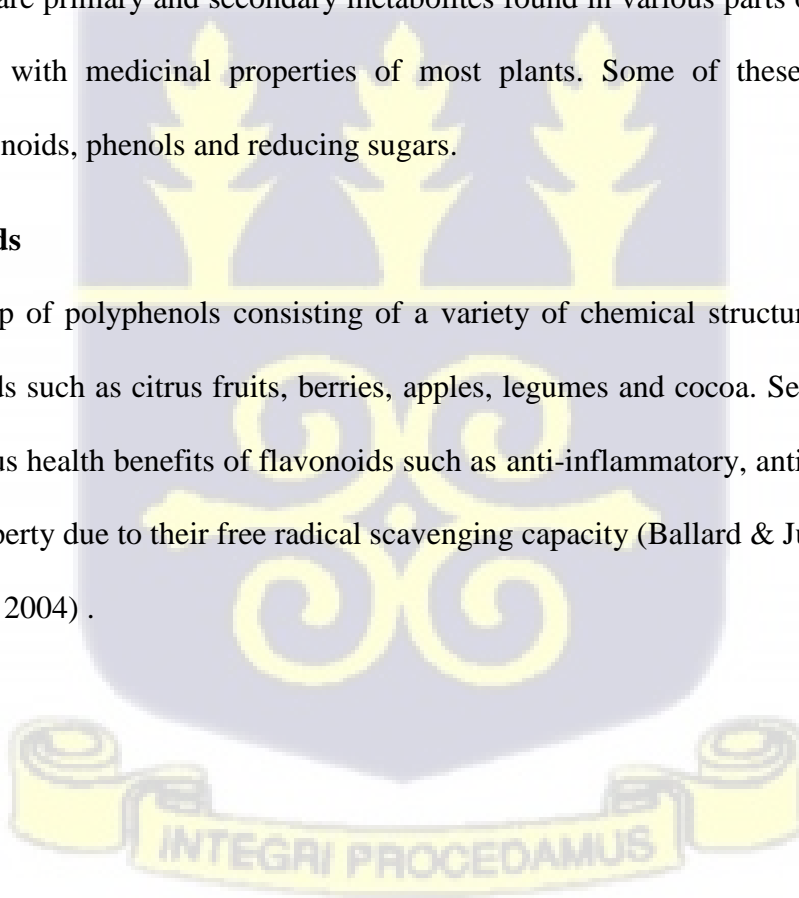 are primary and secondary metabolites found in various parts
with medicinal properties of most plants. Some of these
noids, phenols and reducing sugars.
ds
p of polyphenols consisting of a variety of chemical structur
ds such as citrus fruits, berries, apples, legumes and cocoa. Se
us health benefits of flavonoids such as anti-inflammatory, anti
perty due to their free radical scavenging capacity (Ballard & Ju
2004) .
INTEGRI PROCEDAMUS